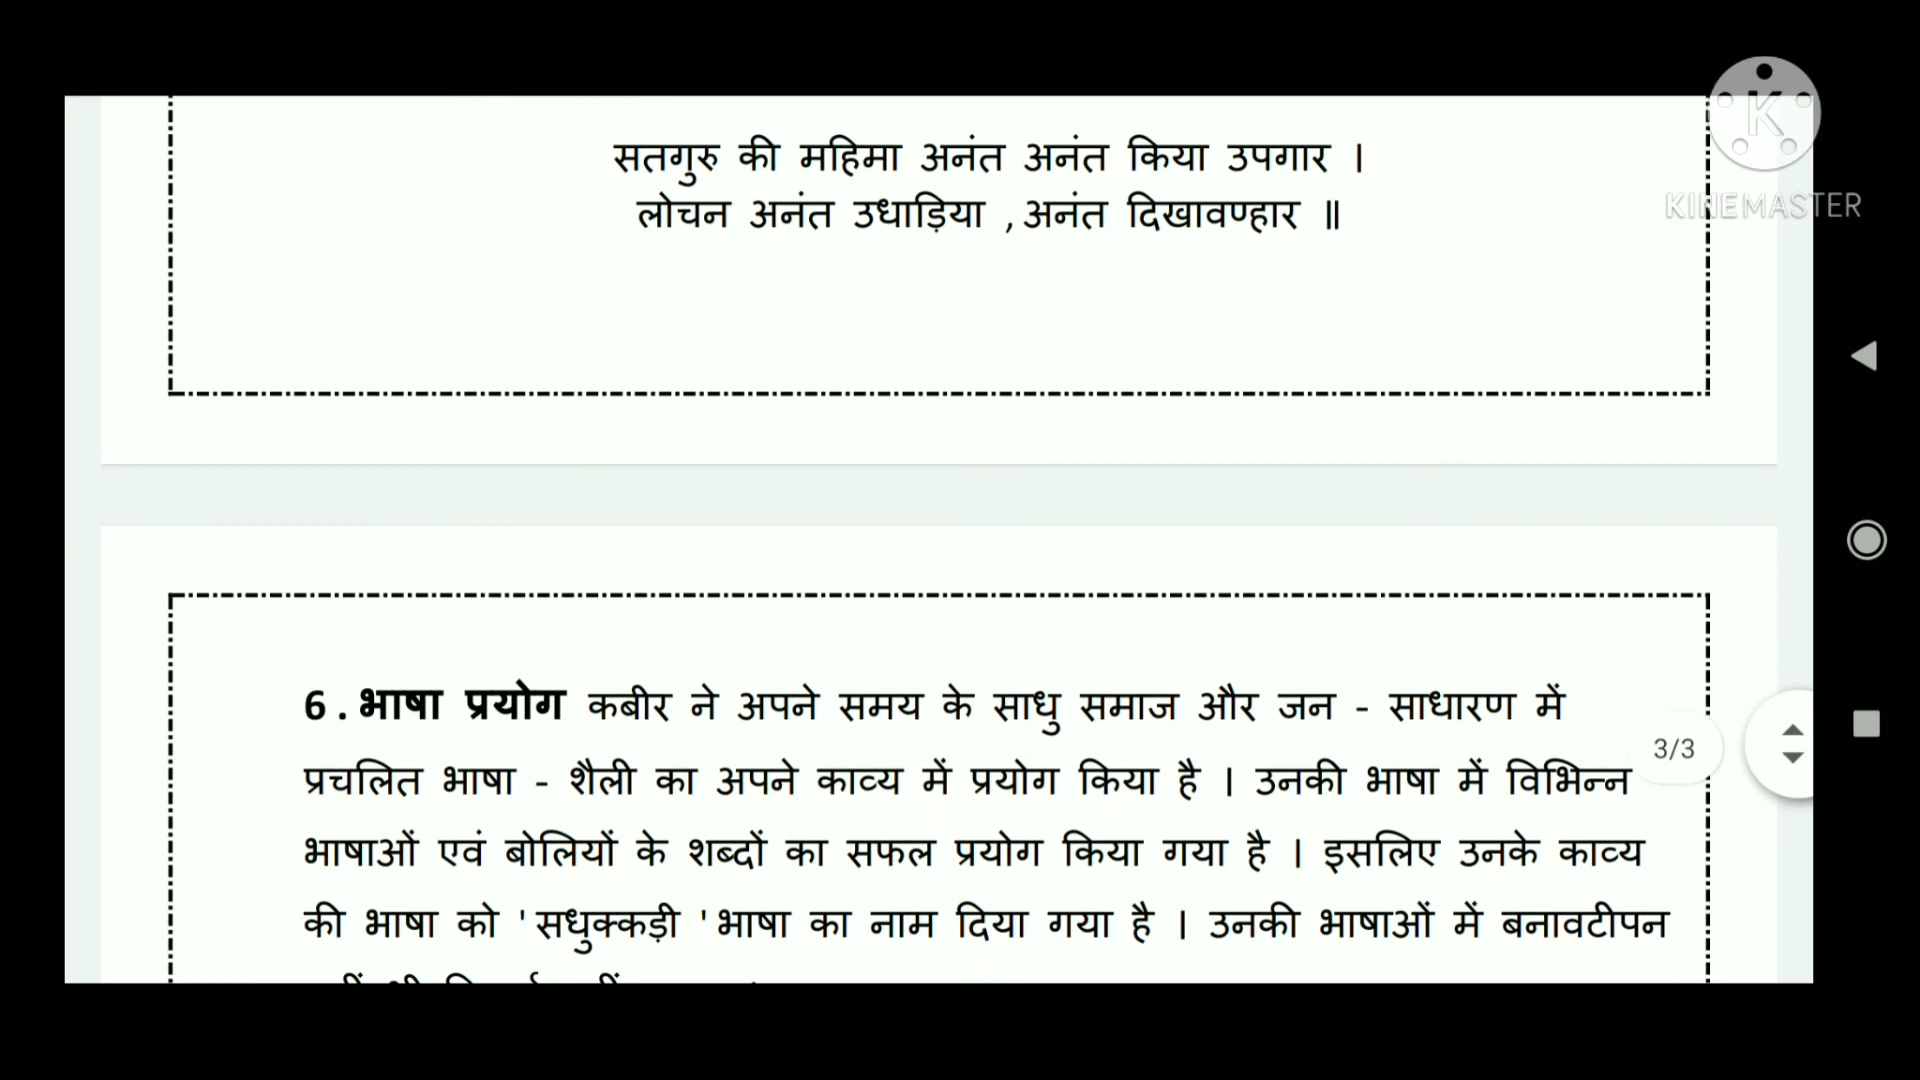 सतगुरु की महिमा अनंत अनंत किया उपगार ।
लोचन अनंत उधाड़िया , अनंत दिखावण्हार ॥
K
KINEMASTER
6 . भाषा प्रयोग कबीर ने अपने समय के साधु समाज और जन - साधारण में
3/3
प्रचलित भाषा - शैली का अपने काव्य में प्रयोग किया है । उनकी भाषा में विभिन्न
भाषाओं एवं बोलियों के शब्दों का सफल प्रयोग किया गया है । इसलिए उनके काव्य
की भाषा को ' सधुक्कड़ी ' भाषा का नाम दिया गया है । उनकी भाषाओं में बनावटीपन